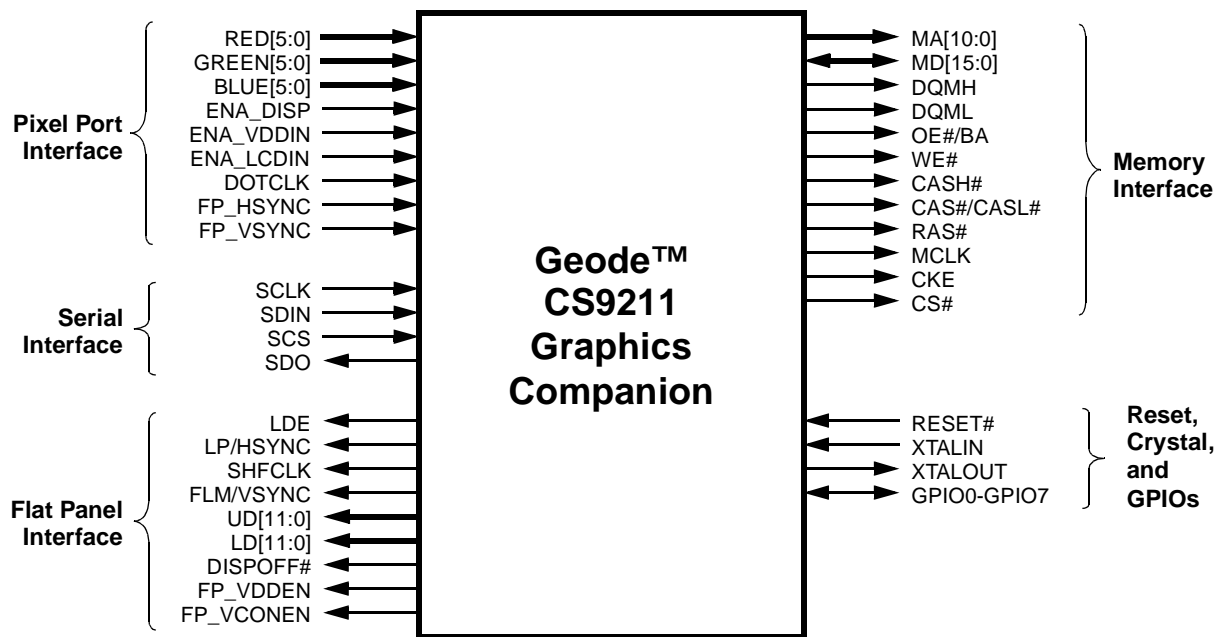 Pixel Port
Interface
RED[5:0]
GREEN[5:0]
BLUE[5:0]
ENA_DISP
ENA_VDDIN
ENA_LCDIN
DOTCLK
FP_HSYNC
FP_VSYNC
Serial
Interface
SCLK
SDIN
SCS
SDO
Flat Panel
Interface
LDE
LP/HSYNC
SHFCLK
FLM/VSYNC
UD[11:0]
LD[11:0]
DISPOFF#
FP_VDDEN
FP_VCONEN
Geode™
CS9211
Graphics
Companion
MA[10:0]
MD[15:0]
DQMH
DQML
OE#/BA
WE#
CASH#
CAS#/CASL#
RAS#
MCLK
CKE
CS#
Memory
Interface
RESET#
XTALIN
XTALOUT
GPIO0-GPIO7
Reset,
Crystal,
and
GPIOs